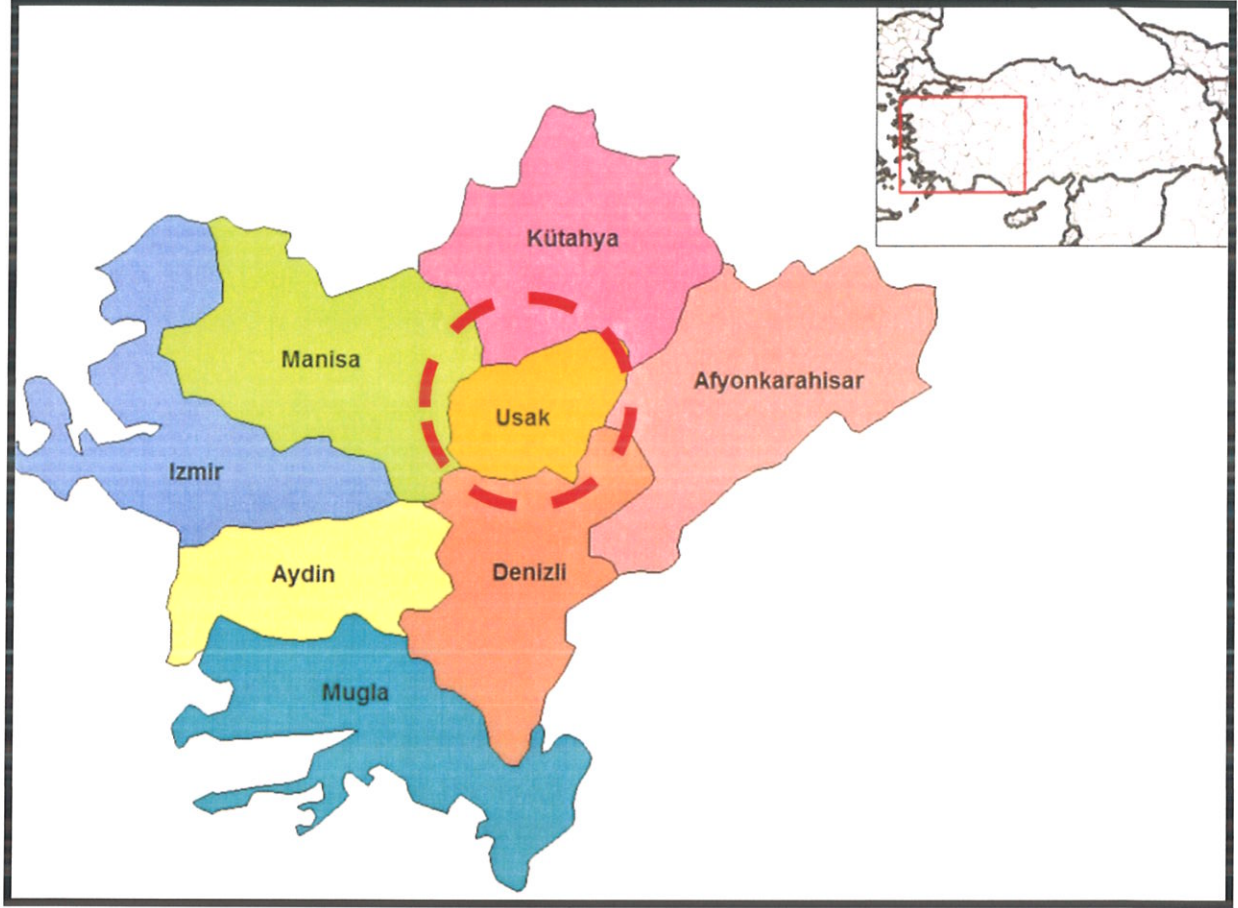 Kütahya
Manisa
Afyonkarahisar
Usak
Izmir
Aydin
Denizli
Mugla